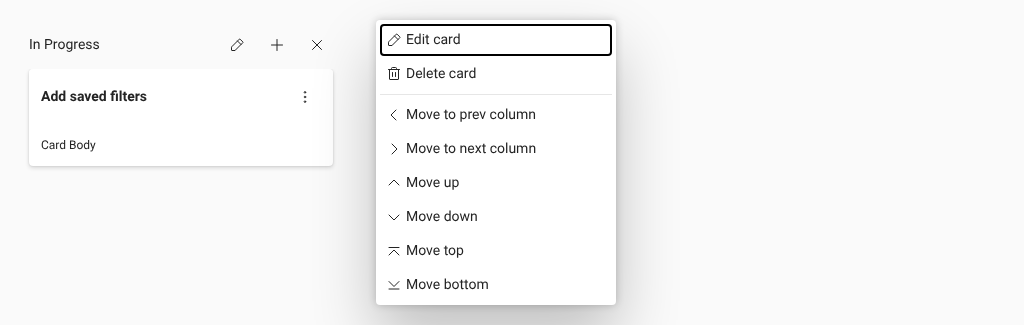 In Progress
Add saved filters
Card Body
Edit card
Delete card
Move to prev column
Move to next column
Move up
Move down
Move top
Move bottom